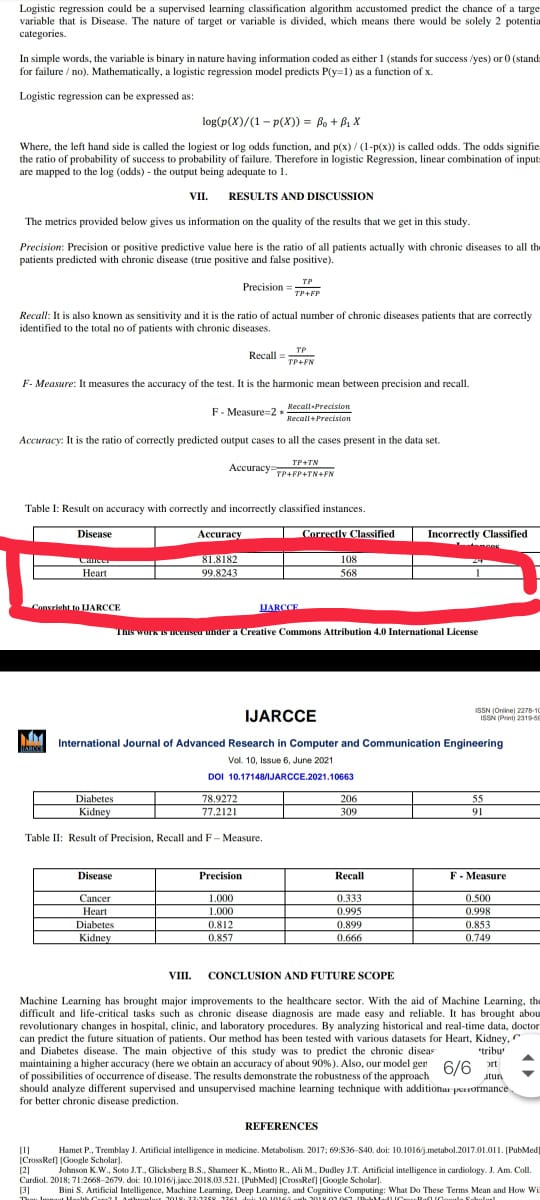 Logistic regression could be a supervised learning classification algorithm accustomed predict the chance of a targe
variable that is Disease. The nature of target or variable is divided, which means there would be solely 2 potentia
categories.
In simple words, the variable is binary in nature having information coded as either 1 (stands for success /yes) or 0 (stand
for failure / no). Mathematically, a logistic regression model predicts P(y=1) as a function of x.
Logistic regression can be expressed as:
log(p(X)/(1 – p(X)) = β₀ + β₁ X
Where, the left hand side is called the logiest or log odds function, and p(x) / (1-p(x)) is called odds. The odds signifie
the ratio of probability of success to probability of failure. Therefore in logistic Regression, linear combination of input
are mapped to the log (odds) - the output being adequate to 1.
VII. RESULTS AND DISCUSSION
The metrics provided below gives us information on the quality of the results that we get in this study.
Precision: Precision or positive predictive value here is the ratio of all patients actually with chronic diseases to all th
patients predicted with chronic disease (true positive and false positive).
Precision = TP / TP+FP
Recall: It is also known as sensitivity and it is the ratio of actual number of chronic diseases patients that are correctly
identified to the total no of patients with chronic diseases.
Recall = TP / TP+FN
F- Measure: It measures the accuracy of the test. It is the harmonic mean between precision and recall.
F - Measure=2 * Recall*Precision / Recall+Precision
Accuracy: It is the ratio of correctly predicted output cases to all the cases present in the data set.
Accuracy= TP+TN / TP+FP+TN+FN
Table I: Result on accuracy with correctly and incorrectly classified instances.
Disease Accuracy Correctly Classified Incorrectly Classified
Cancer 81.8182 108 24
Heart 99.8243 568 1
Copyright to IJARCCE IJARCCE
This work is licensed under a Creative Commons Attribution 4.0 International License
IJARCCE
ISSN (Online) 2278-10
ISSN (Print) 2319-59
International Journal of Advanced Research in Computer and Communication Engineering
Vol. 10, Issue 6, June 2021
DOI 10.17148/IJARCCE.2021.10663
Diabetes 78.9272 206 55
Kidney 77.2121 309 91
Table II: Result of Precision, Recall and F – Measure.
Disease Precision Recall F - Measure
Cancer 1.000 0.333 0.500
Heart 1.000 0.995 0.998
Diabetes 0.812 0.899 0.853
Kidney 0.857 0.666 0.749
VIII. CONCLUSION AND FUTURE SCOPE
Machine Learning has brought major improvements to the healthcare sector. With the aid of Machine Learning, the
difficult and life-critical tasks such as chronic disease diagnosis are made easy and reliable. It has brought abou
revolutionary changes in hospital, clinic, and laboratory procedures. By analyzing historical and real-time data, doctor
can predict the future situation of patients. Our method has been tested with various datasets for Heart, Kidney,
and Diabetes disease. The main objective of this study was to predict the chronic diseas
maintaining a higher accuracy (here we obtain an accuracy of about 90%). Also, our model ger
6/6
of possibilities of occurrence of disease. The results demonstrate the robustness of the approach
should analyze different supervised and unsupervised machine learning technique with additional performance
for better chronic disease prediction.
REFERENCES
[1] Hamet P., Tremblay J. Artificial intelligence in medicine. Metabolism. 2017; 69:S36–S40. doi: 10.1016/j.metabol.2017.01.011. [PubMed]
[CrossRef] [Google Scholar].
[2] Johnson K.W., Soto J.T., Glicksberg B.S., Shameer K., Miotto R., Ali M., Dudley J.T. Artificial intelligence in cardiology. J. Am. Coll.
Cardiol. 2018; 71:2668–2679. doi: 10.1016/j.jacc.2018.03.521. [PubMed] [CrossRef] [Google Scholar].
[3] Bini S. Artificial Intelligence, Machine Learning, Deep Learning, and Cognitive Computing: What Do These Terms Mean and How Wi